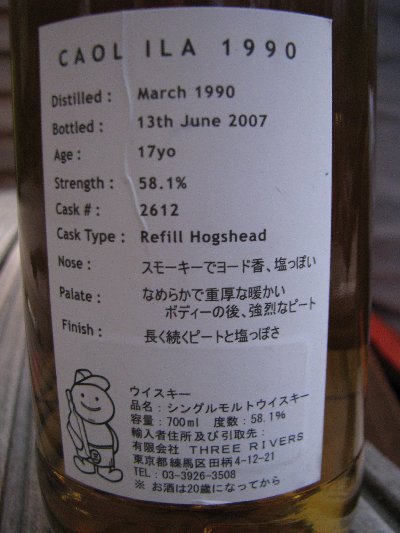 CAOL ILA 1990
Distilled : March 1990
Bottled : 13th June 2007
Age : 17yo
Strength : 58.1%
Cask # : 2612
Cask Type : Refill Hogshead
Nose : スモーキーでヨード香、塩っぽい
Palate : なめらかで重厚な暖かい
ボディーの後、強烈なピート
Finish : 長く続くピートと塩っぽさ
ウイスキー
品名：シングルモルトウイスキー
容量：700ml 度数：58.1%
輸入者住所及び引取先：
有限会社 THREE RIVERS
東京都練馬区田柄4-12-21
TEL：03-3926-3508
※ お酒は20歳になってから